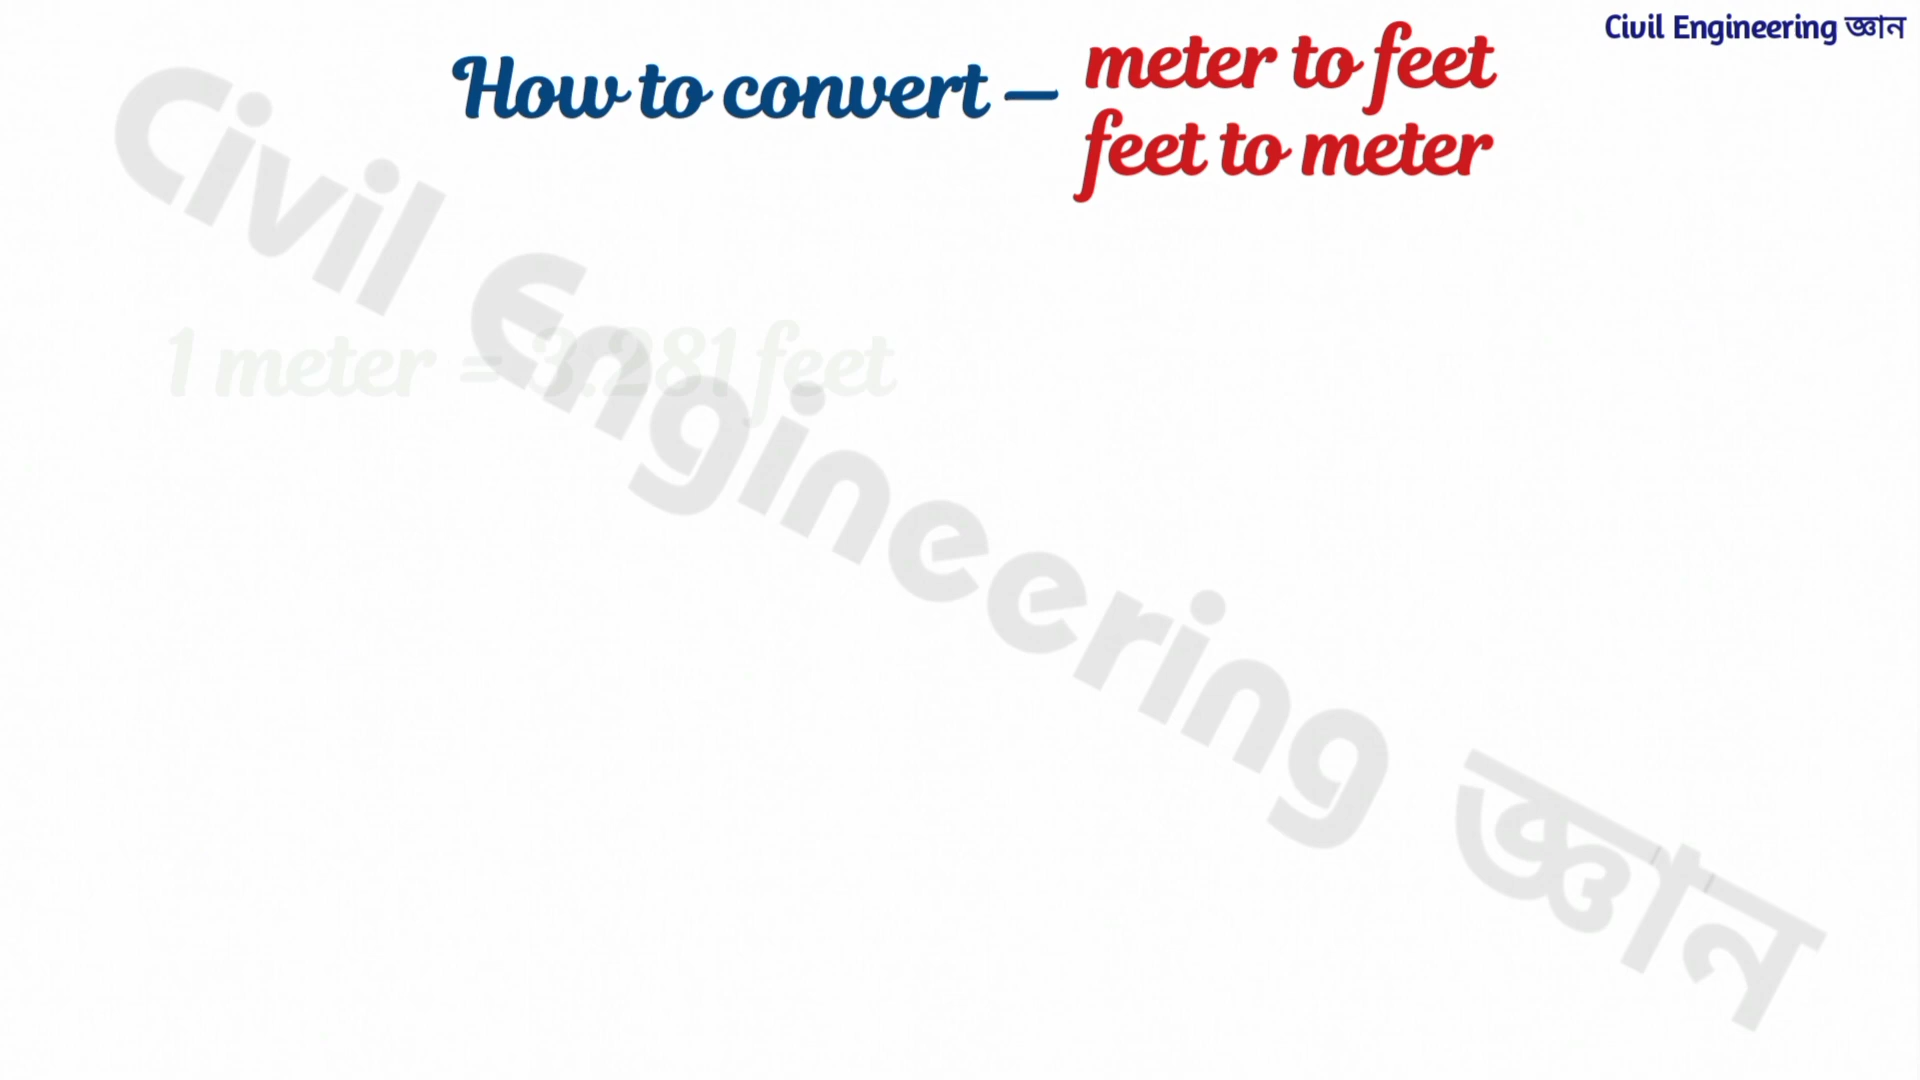 Civil Engineering জ্ঞান
How to convert –
meter to feet
feet to meter
1 meter = 3.281 feet
Civil Engineering জ্ঞান